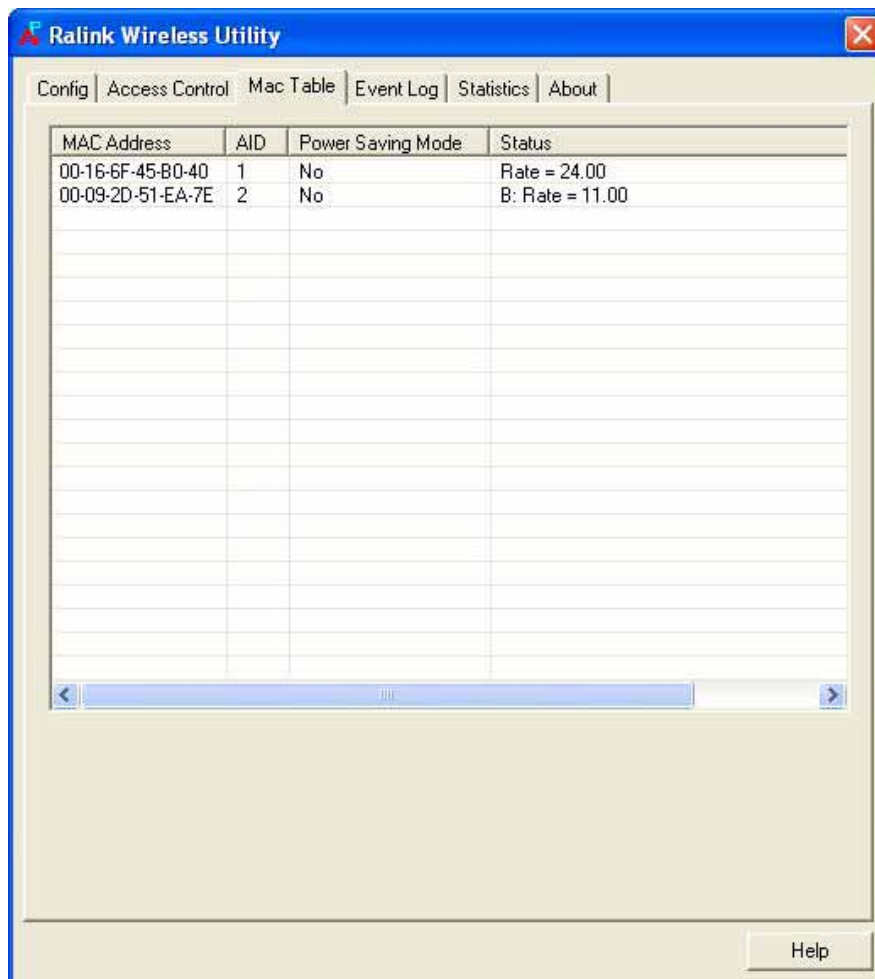 Ralink Wireless Utility
Config Access Control Mac Table Event Log Statistics About
MAC Address AID Power Saving Mode Status
00-16-6F-45-B0-40 1 No Rate = 24.00
00-09-2D-51-EA-7E 2 No B: Rate = 11.00
Help